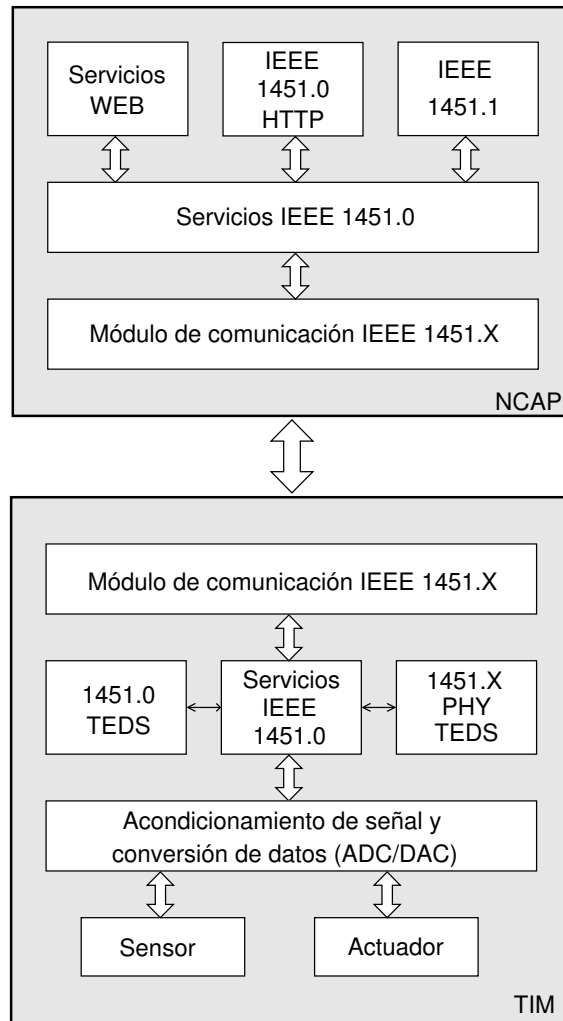 Servicios
WEB
IEEE
1451.0
HTTP
IEEE
1451.1
Servicios IEEE 1451.0
Módulo de comunicación IEEE 1451.X
NCAP
Módulo de comunicación IEEE 1451.X
1451.0
TEDS
Servicios
IEEE
1451.0
1451.X
PHY
TEDS
Acondicionamiento de señal y
conversión de datos (ADC/DAC)
Sensor
Actuador
TIM